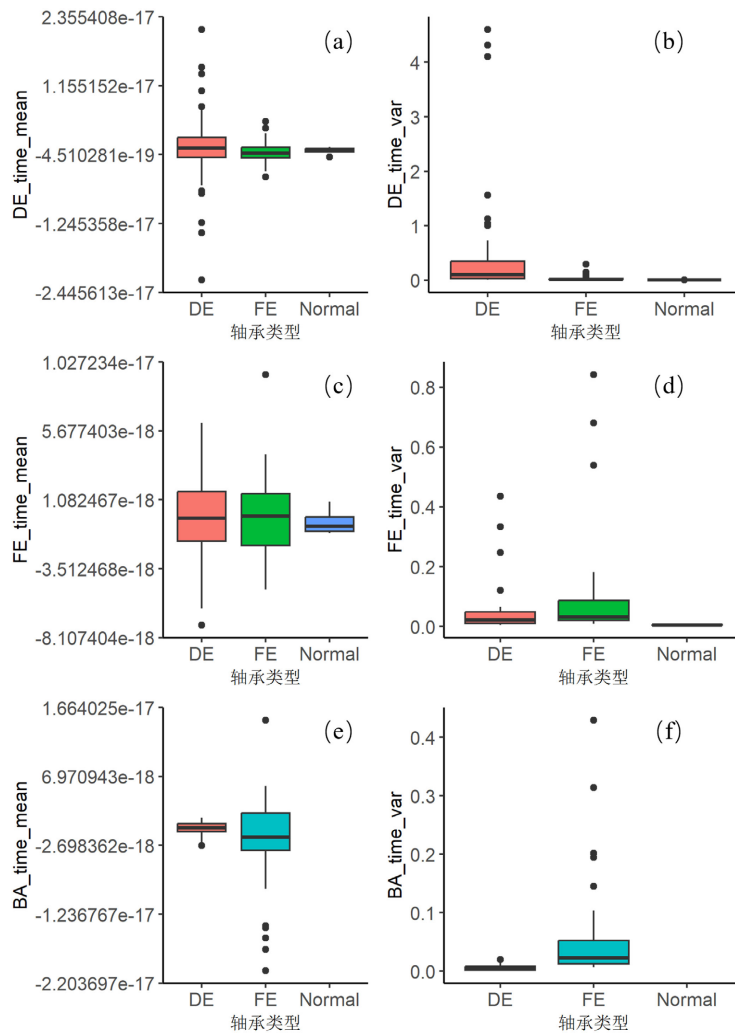 2.355408e-17
1.155152e-17
-4.510281e-19
-1.245358e-17
-2.445613e-17
DE_time_mean
(a)
DE FE Normal
轴承类型
4
3
2
1
0
DE_time_var
(b)
DE FE Normal
轴承类型
1.027234e-17
5.677403e-18
1.082467e-18
-3.512468e-18
-8.107404e-18
FE_time_mean
(c)
DE FE Normal
轴承类型
0.8
0.6
0.4
0.2
0.0
FE_time_var
(d)
DE FE Normal
轴承类型
1.664025e-17
6.970943e-18
-2.698362e-18
-1.236767e-17
-2.203697e-17
BA_time_mean
(e)
DE FE Normal
轴承类型
0.4
0.3
0.2
0.1
0.0
BA_time_var
(f)
DE FE Normal
轴承类型